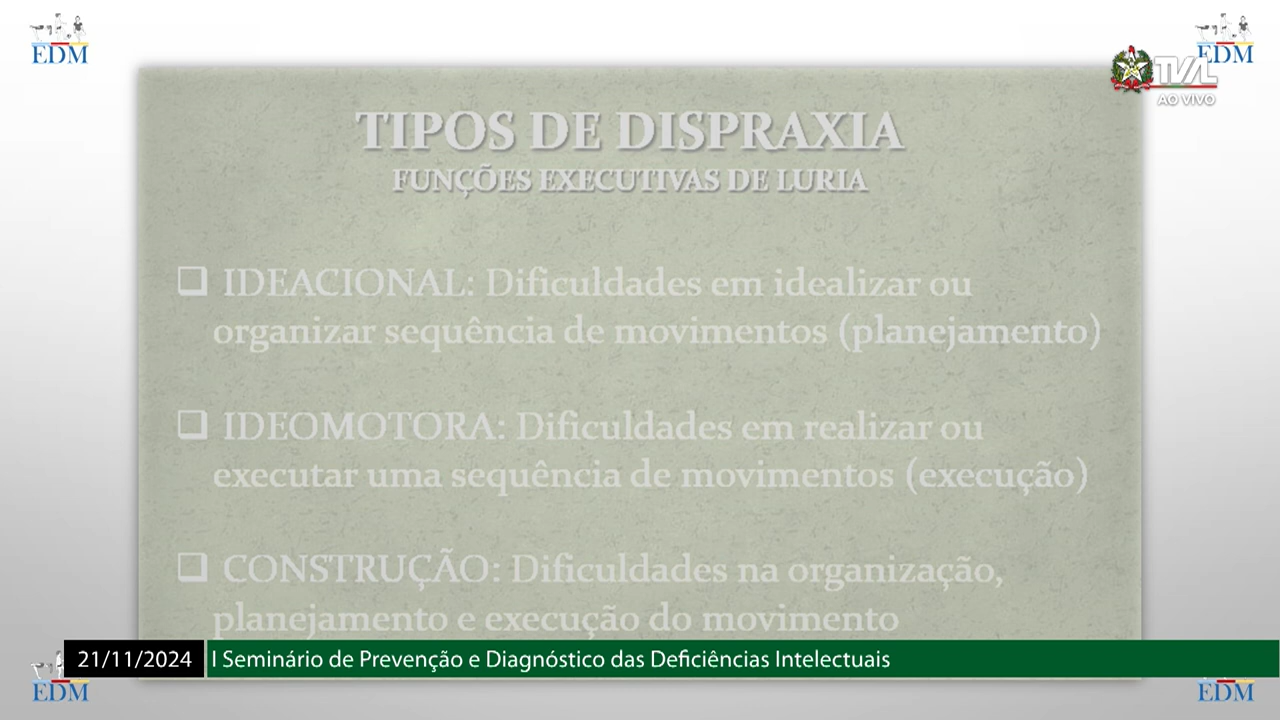 EDM
EDM
TVAL
AO VIVO
TIPOS DE DISPRAXIA
FUNÇÕES EXECUTIVAS DE LURIA
❑ IDEACIONAL: Dificuldades em idealizar ou
organizar sequência de movimentos (planejamento)
❑ IDEOMOTORA: Dificuldades em realizar ou
executar uma sequência de movimentos (execução)
❑ CONSTRUÇÃO: Dificuldades na organização,
planejamento e execução do movimento
21/11/2024
I Seminário de Prevenção e Diagnóstico das Deficiências Intelectuais
EDM
EDM